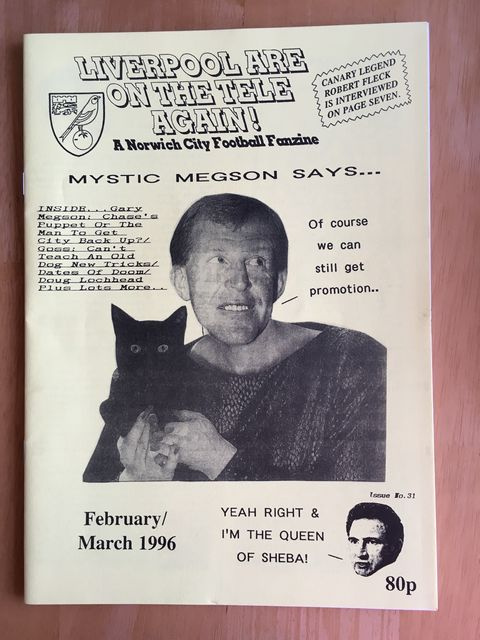 LIVERPOOL ARE
ON THE TELE
AGAIN!
A Norwich City Football Fanzine
CANARY LEGEND
ROBERT FLECK
IS INTERVIEWED
ON PAGE SEVEN.
MYSTIC MEGSON SAYS...
INSIDE...Gary
Megson: Chase's
Puppet Or The
Man To Get
City Back Up?/
Goss: Can't
Teach An Old
Dog New Tricks/
Dates Of Doom/
Doug Lochhead
Plus Lots More..
Of course
we can
still get
promotion..
Issue No.31
February/
March 1996
YEAH RIGHT &
I'M THE QUEEN
OF SHEBA!
80p